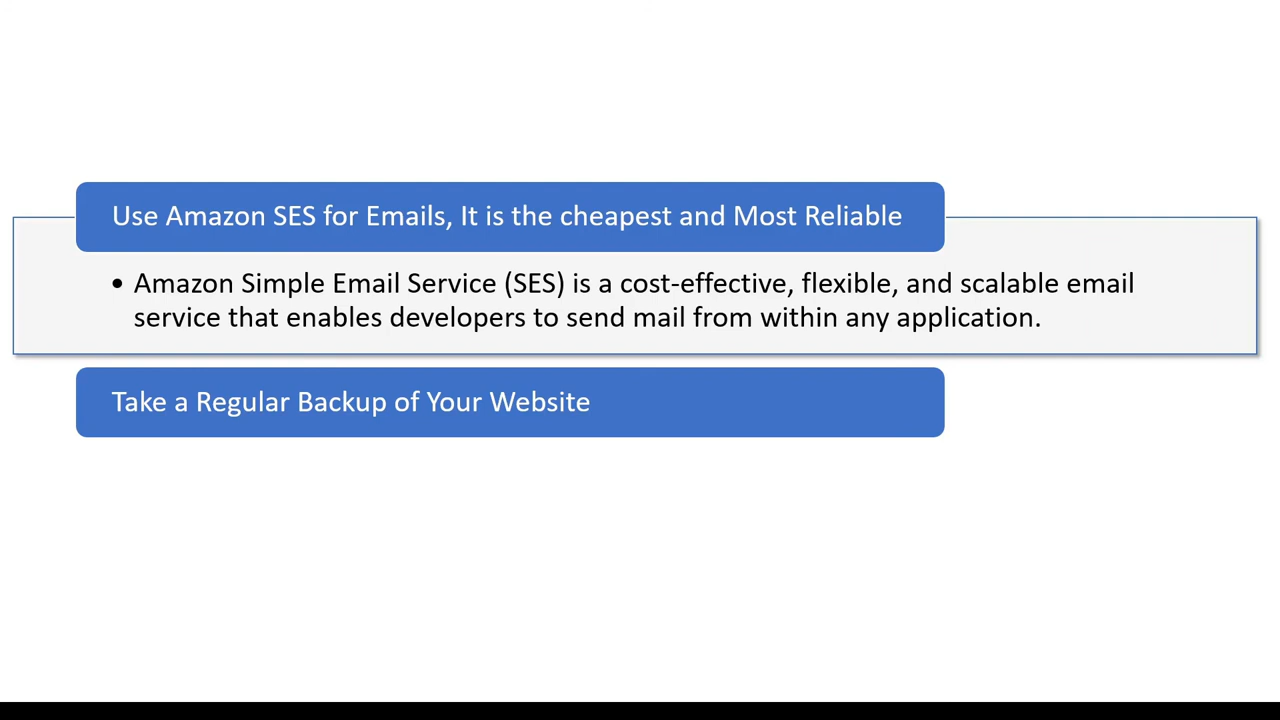 Use Amazon SES for Emails, It is the cheapest and Most Reliable
• Amazon Simple Email Service (SES) is a cost-effective, flexible, and scalable email
service that enables developers to send mail from within any application.
Take a Regular Backup of Your Website